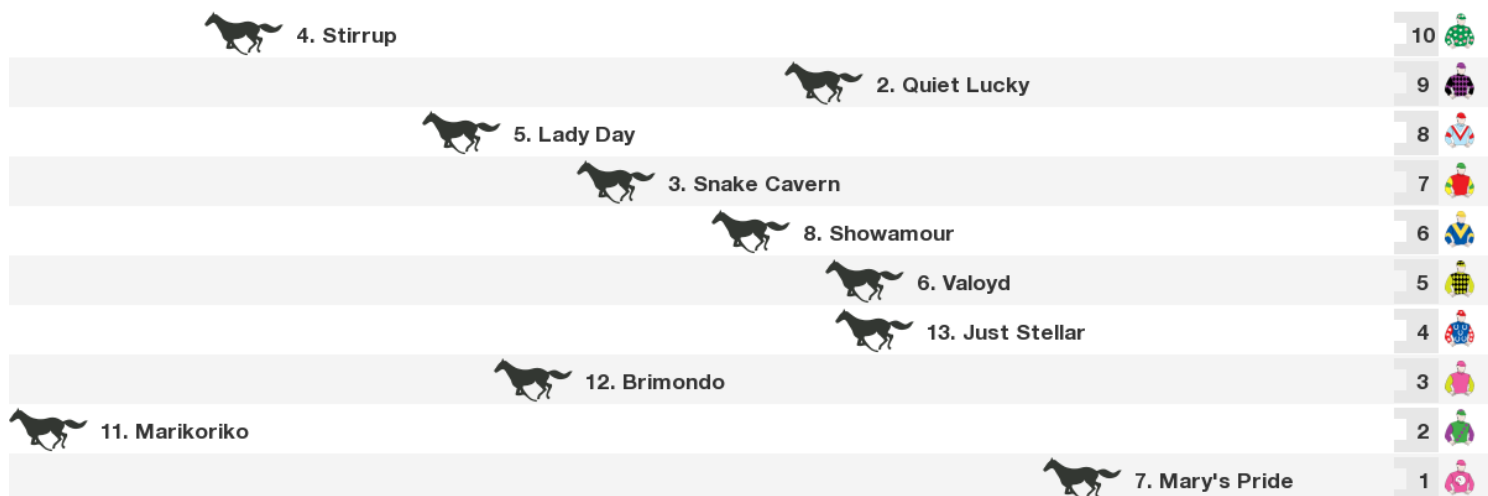 4. Stirrup 10
2. Quiet Lucky 9
5. Lady Day 8
3. Snake Cavern 7
8. Showamour 6
6. Valoyd 5
13. Just Stellar 4
12. Brimondo 3
11. Marikoriko 2
7. Mary's Pride 1